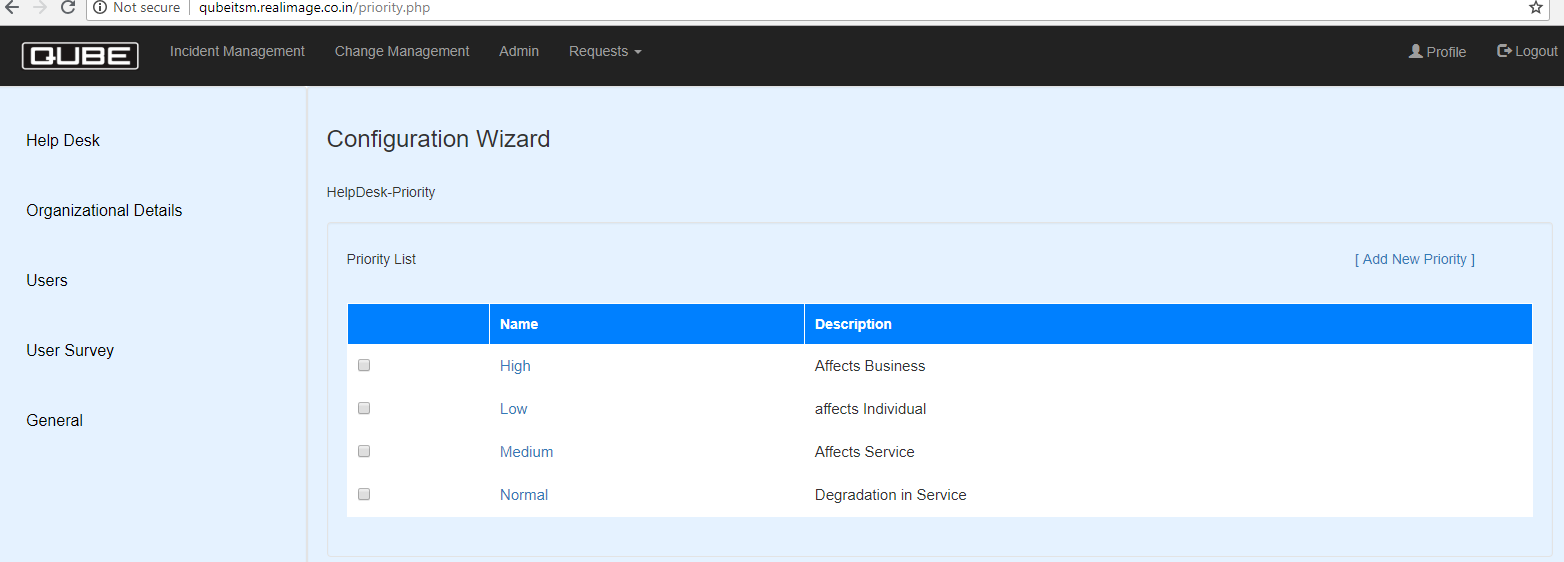 Not secure qubeitsm.realimage.co.in/priority.php
QUBE Incident Management Change Management Admin Requests Profile Logout
Help Desk
Organizational Details
Users
User Survey
General
Configuration Wizard
HelpDesk-Priority
Priority List [ Add New Priority ]
Name Description
High Affects Business
Low affects Individual
Medium Affects Service
Normal Degradation in Service